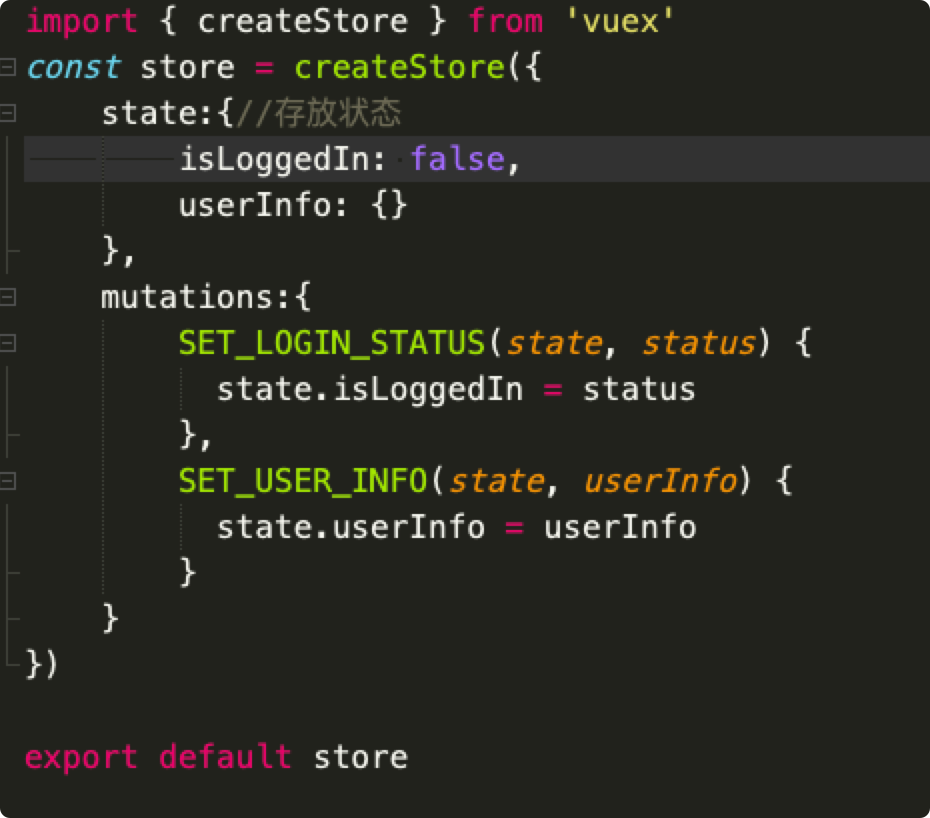 import { createStore } from 'vuex'
const store = createStore({
    state:{//存放状态
        isLoggedIn: false,
        userInfo: {}
    },
    mutations:{
        SET_LOGIN_STATUS(state, status) {
          state.isLoggedIn = status
        },
        SET_USER_INFO(state, userInfo) {
          state.userInfo = userInfo
        }
    }
})

export default store